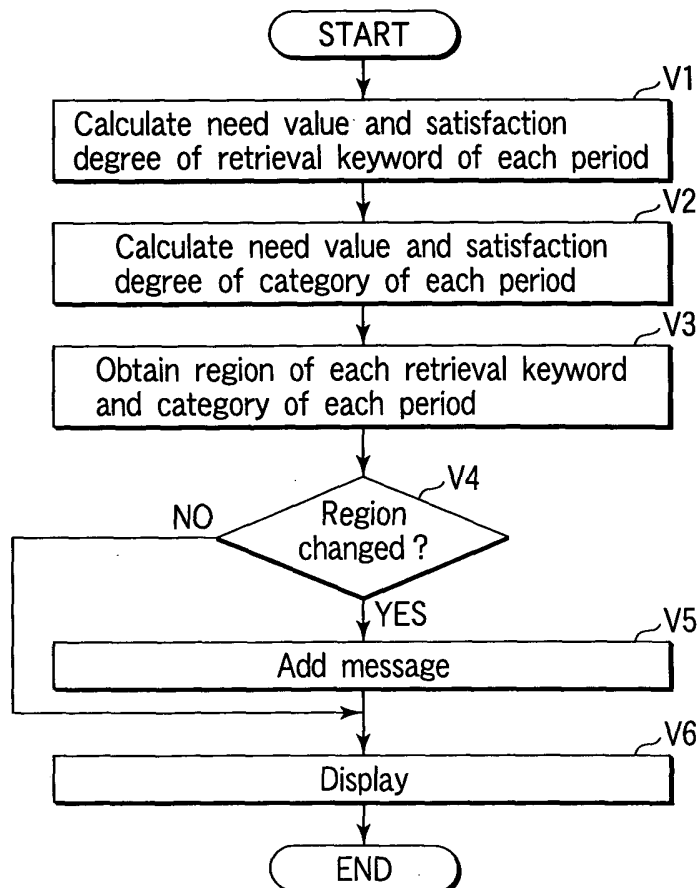 START
V1
Calculate need value and satisfaction
degree of retrieval keyword of each period
V2
Calculate need value and satisfaction
degree of category of each period
V3
Obtain region of each retrieval keyword
and category of each period
V4
NO
Region
changed ?
YES
V5
Add message
V6
Display
END